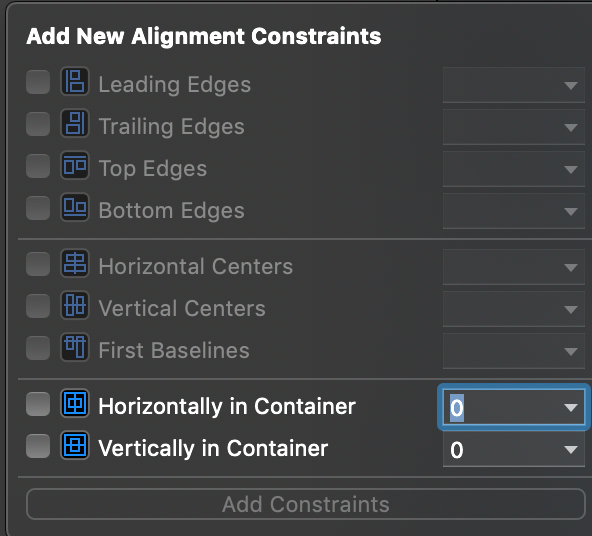 Add New Alignment Constraints
Leading Edges
Trailing Edges
Top Edges
Bottom Edges
Horizontal Centers
Vertical Centers
First Baselines
Horizontally in Container 0
Vertically in Container 0
Add Constraints